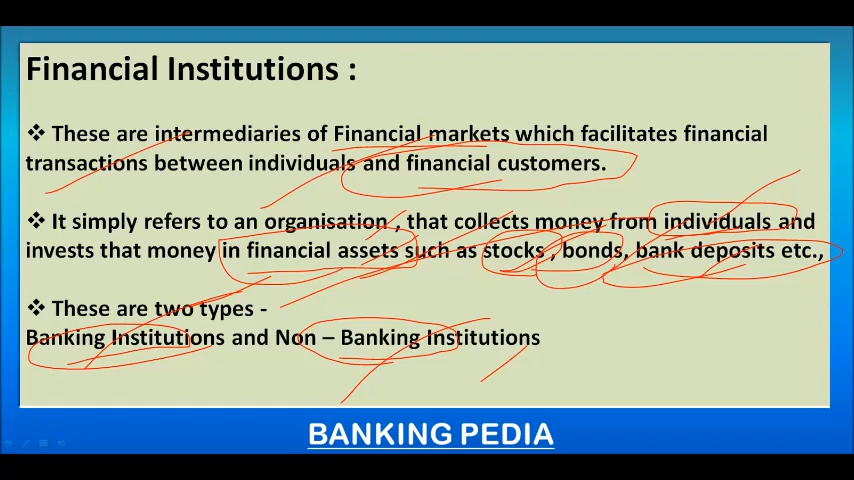 Financial Institutions :
❖ These are intermediaries of Financial markets which facilitates financial
transactions between individuals and financial customers.
❖ It simply refers to an organisation , that collects money from individuals and
invests that money in financial assets such as stocks , bonds, bank deposits etc.,
❖ These are two types -
Banking Institutions and Non – Banking Institutions
BANKING PEDIA